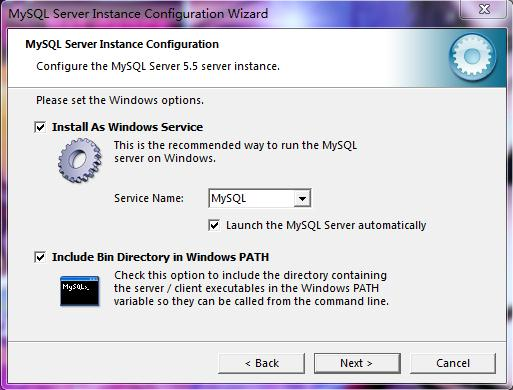 MySQL Server Instance Configuration Wizard
MySQL Server Instance Configuration
Configure the MySQL Server 5.5 server instance.
Please set the Windows options.
Install As Windows Service
This is the recommended way to run the MySQL
server on Windows.
Service Name:
MySQL
Launch the MySQL Server automatically
Include Bin Directory in Windows PATH
MySQL>_
Check this option to include the directory containing
the server / client executables in the Windows PATH
variable so they can be called from the command line.
< Back
Next >
Cancel